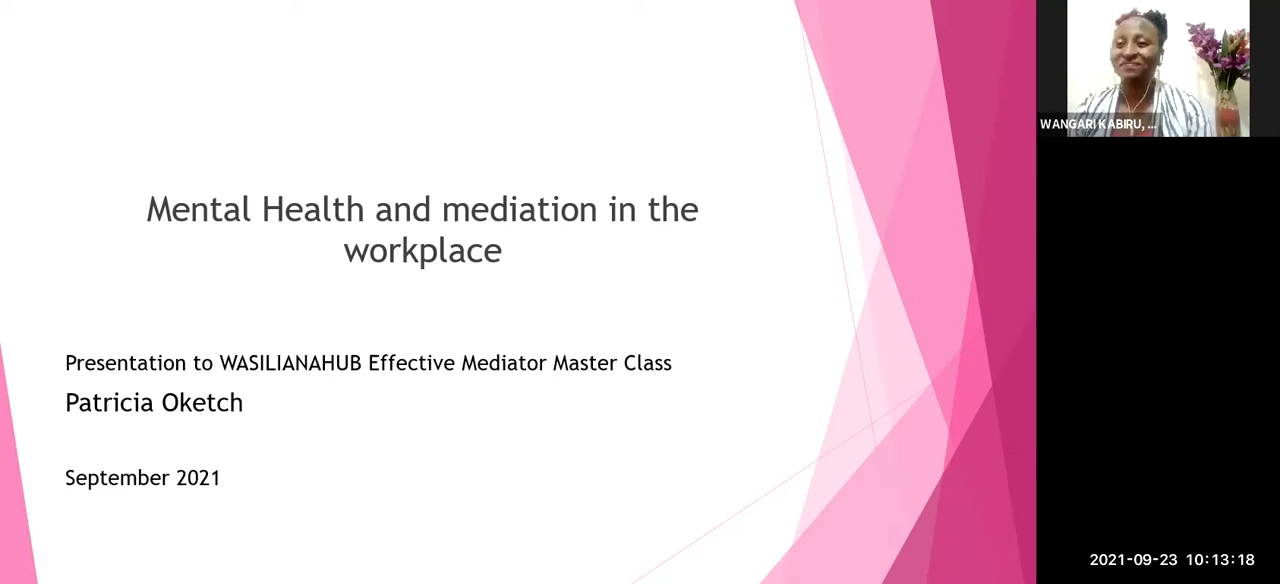 Mental Health and mediation in the
workplace
Presentation to WASILIANAHUB Effective Mediator Master Class
Patricia Oketch
September 2021
WANGARI KABIRU, ...
2021-09-23 10:13:18